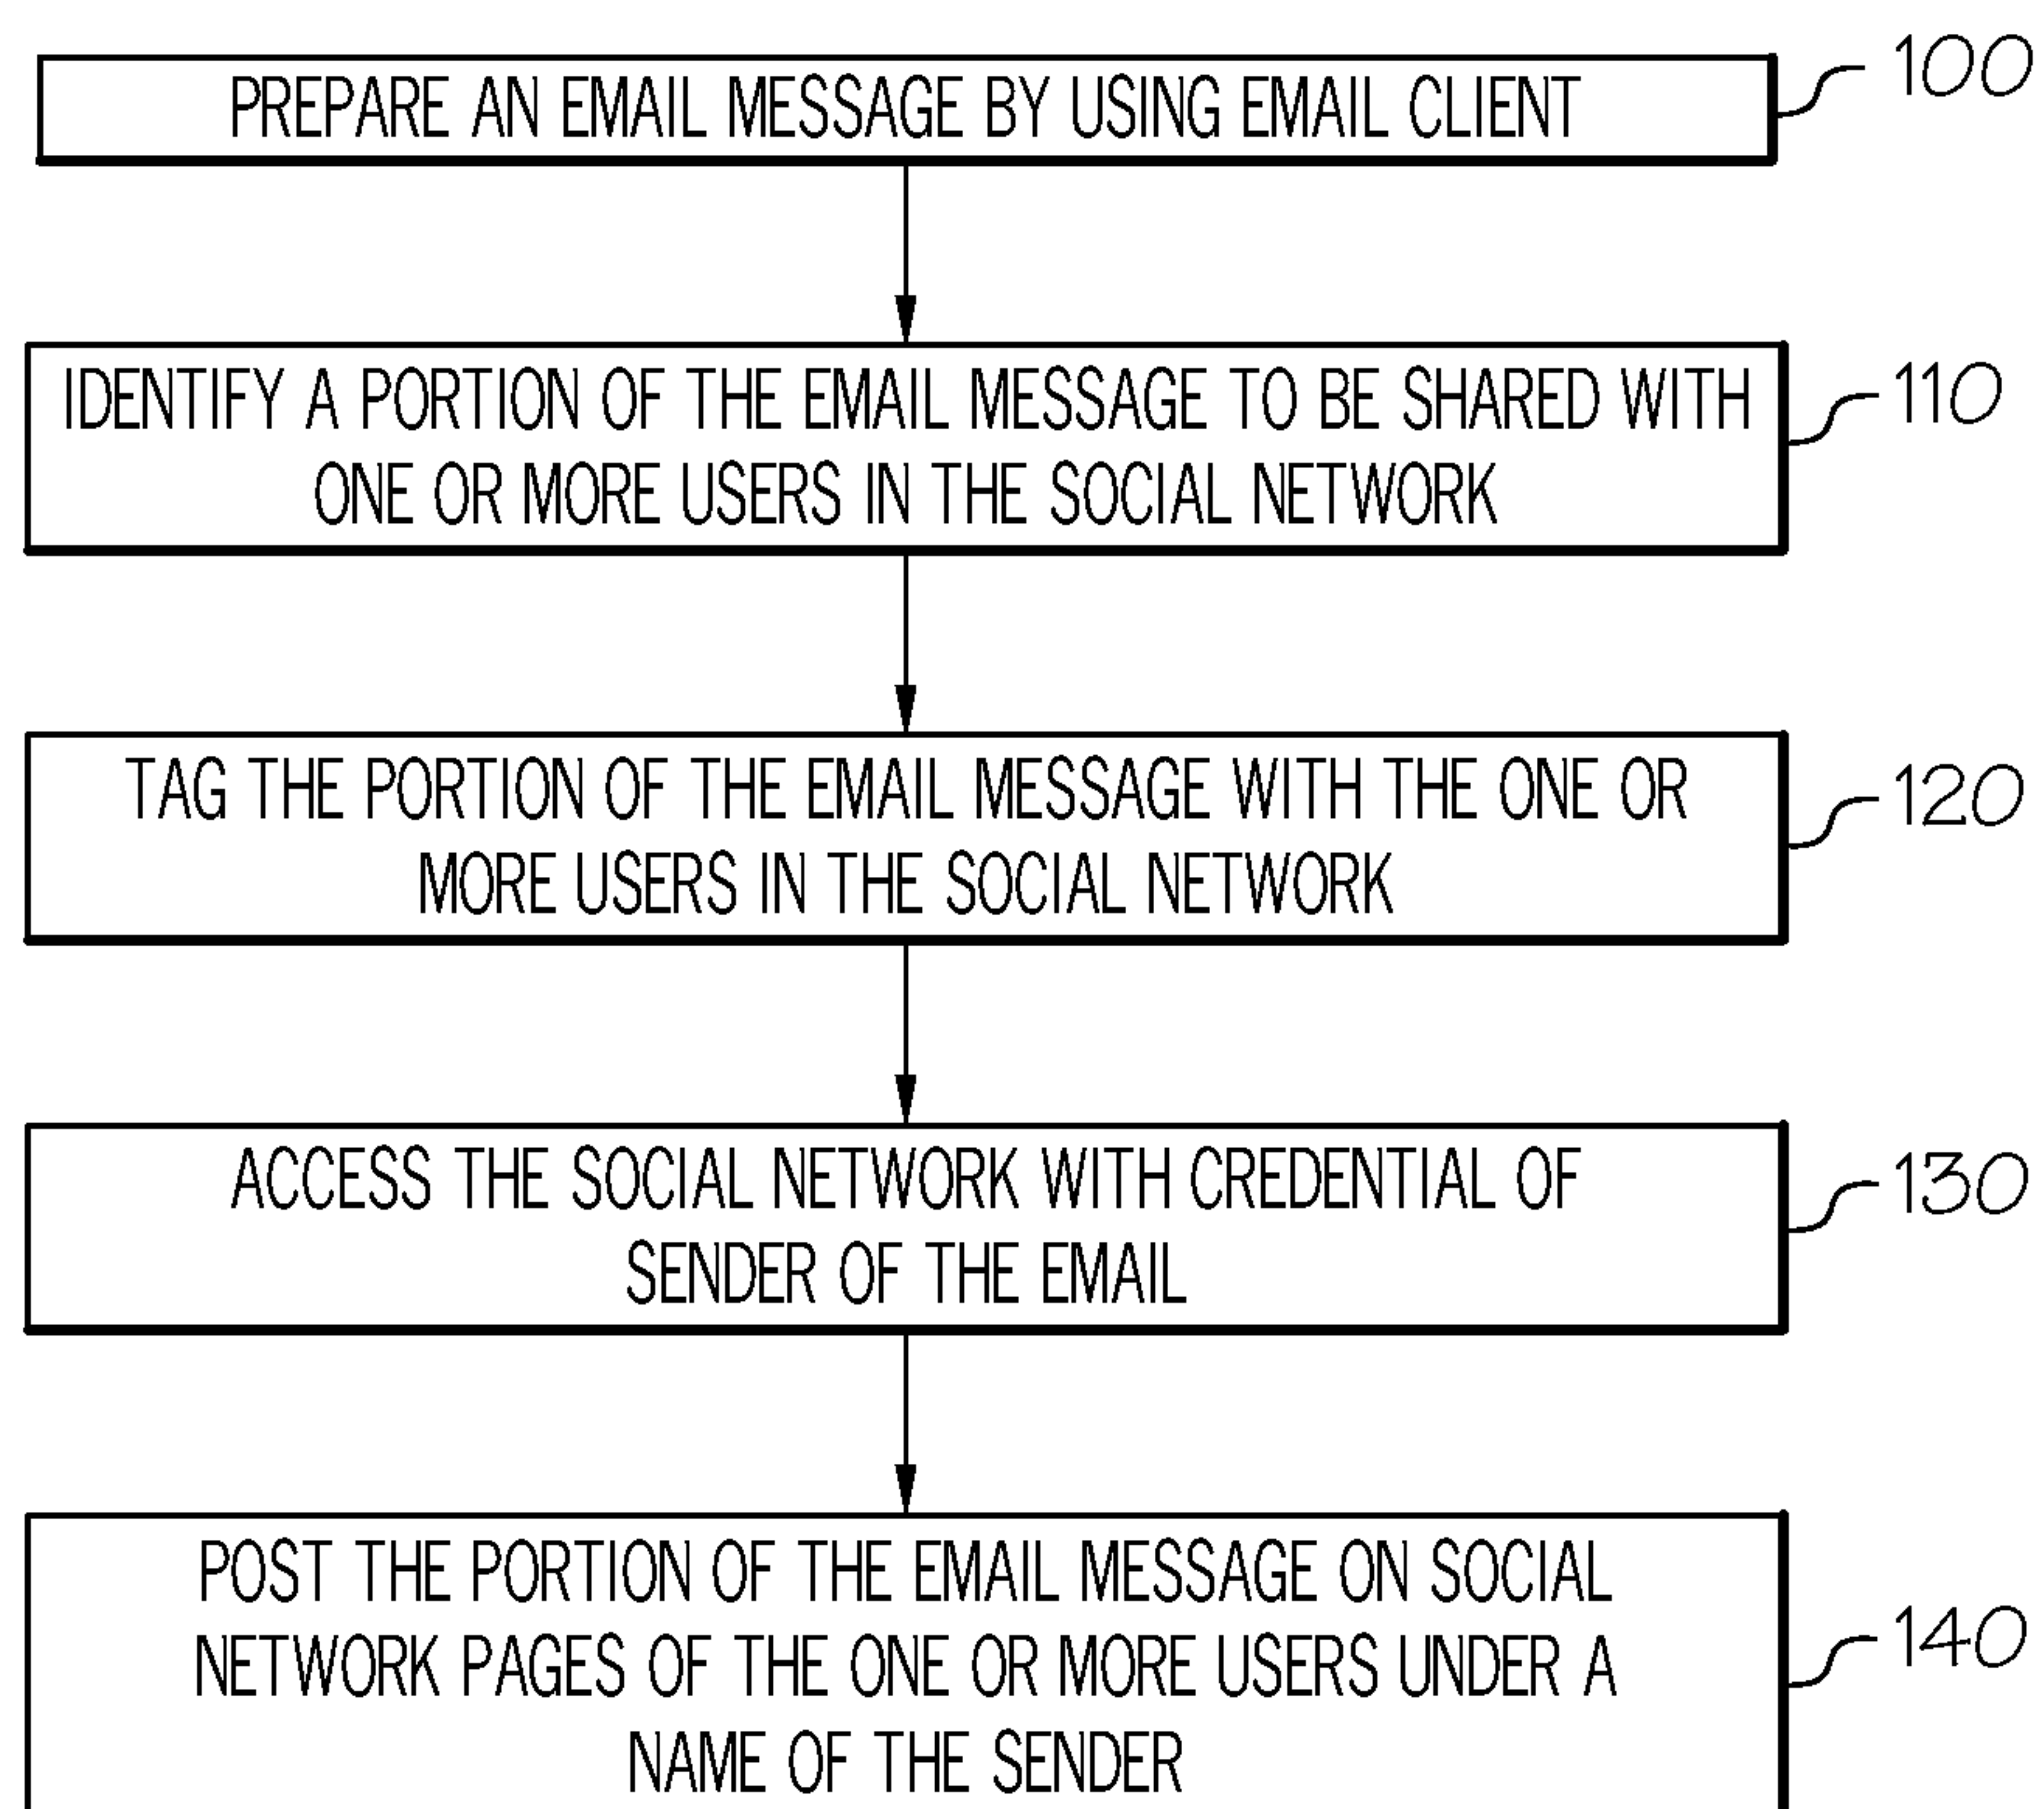 PREPARE AN EMAIL MESSAGE BY USING EMAIL CLIENT
100
IDENTIFY A PORTION OF THE EMAIL MESSAGE TO BE SHARED WITH
ONE OR MORE USERS IN THE SOCIAL NETWORK
110
TAG THE PORTION OF THE EMAIL MESSAGE WITH THE ONE OR
MORE USERS IN THE SOCIAL NETWORK
120
ACCESS THE SOCIAL NETWORK WITH CREDENTIAL OF
SENDER OF THE EMAIL
130
POST THE PORTION OF THE EMAIL MESSAGE ON SOCIAL
NETWORK PAGES OF THE ONE OR MORE USERS UNDER A
NAME OF THE SENDER
140